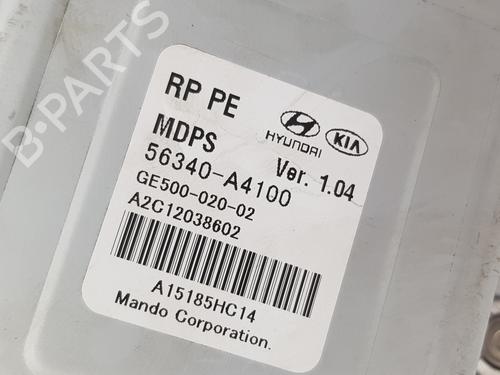 RP PE
HYUNDAI
KIA
MDPS
Ver. 1.04
56340-A4100
GE500-020-02
A2C12038602
A15185HC14
Mando Corporation.
B-PARTS